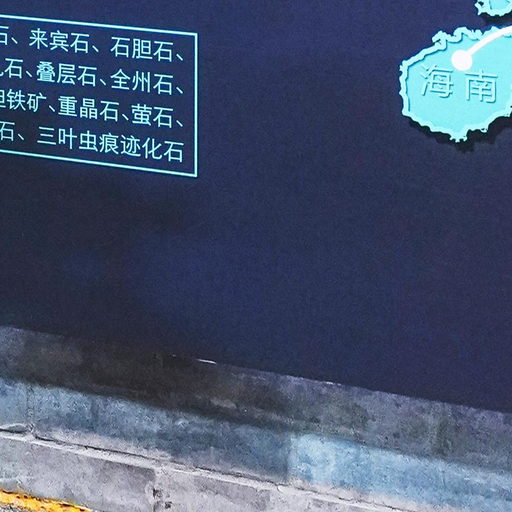 石、来宾石、石胆石、
石、叠层石、全州石、
钽铁矿、重晶石、萤石、
石、三叶虫痕迹化石
海南